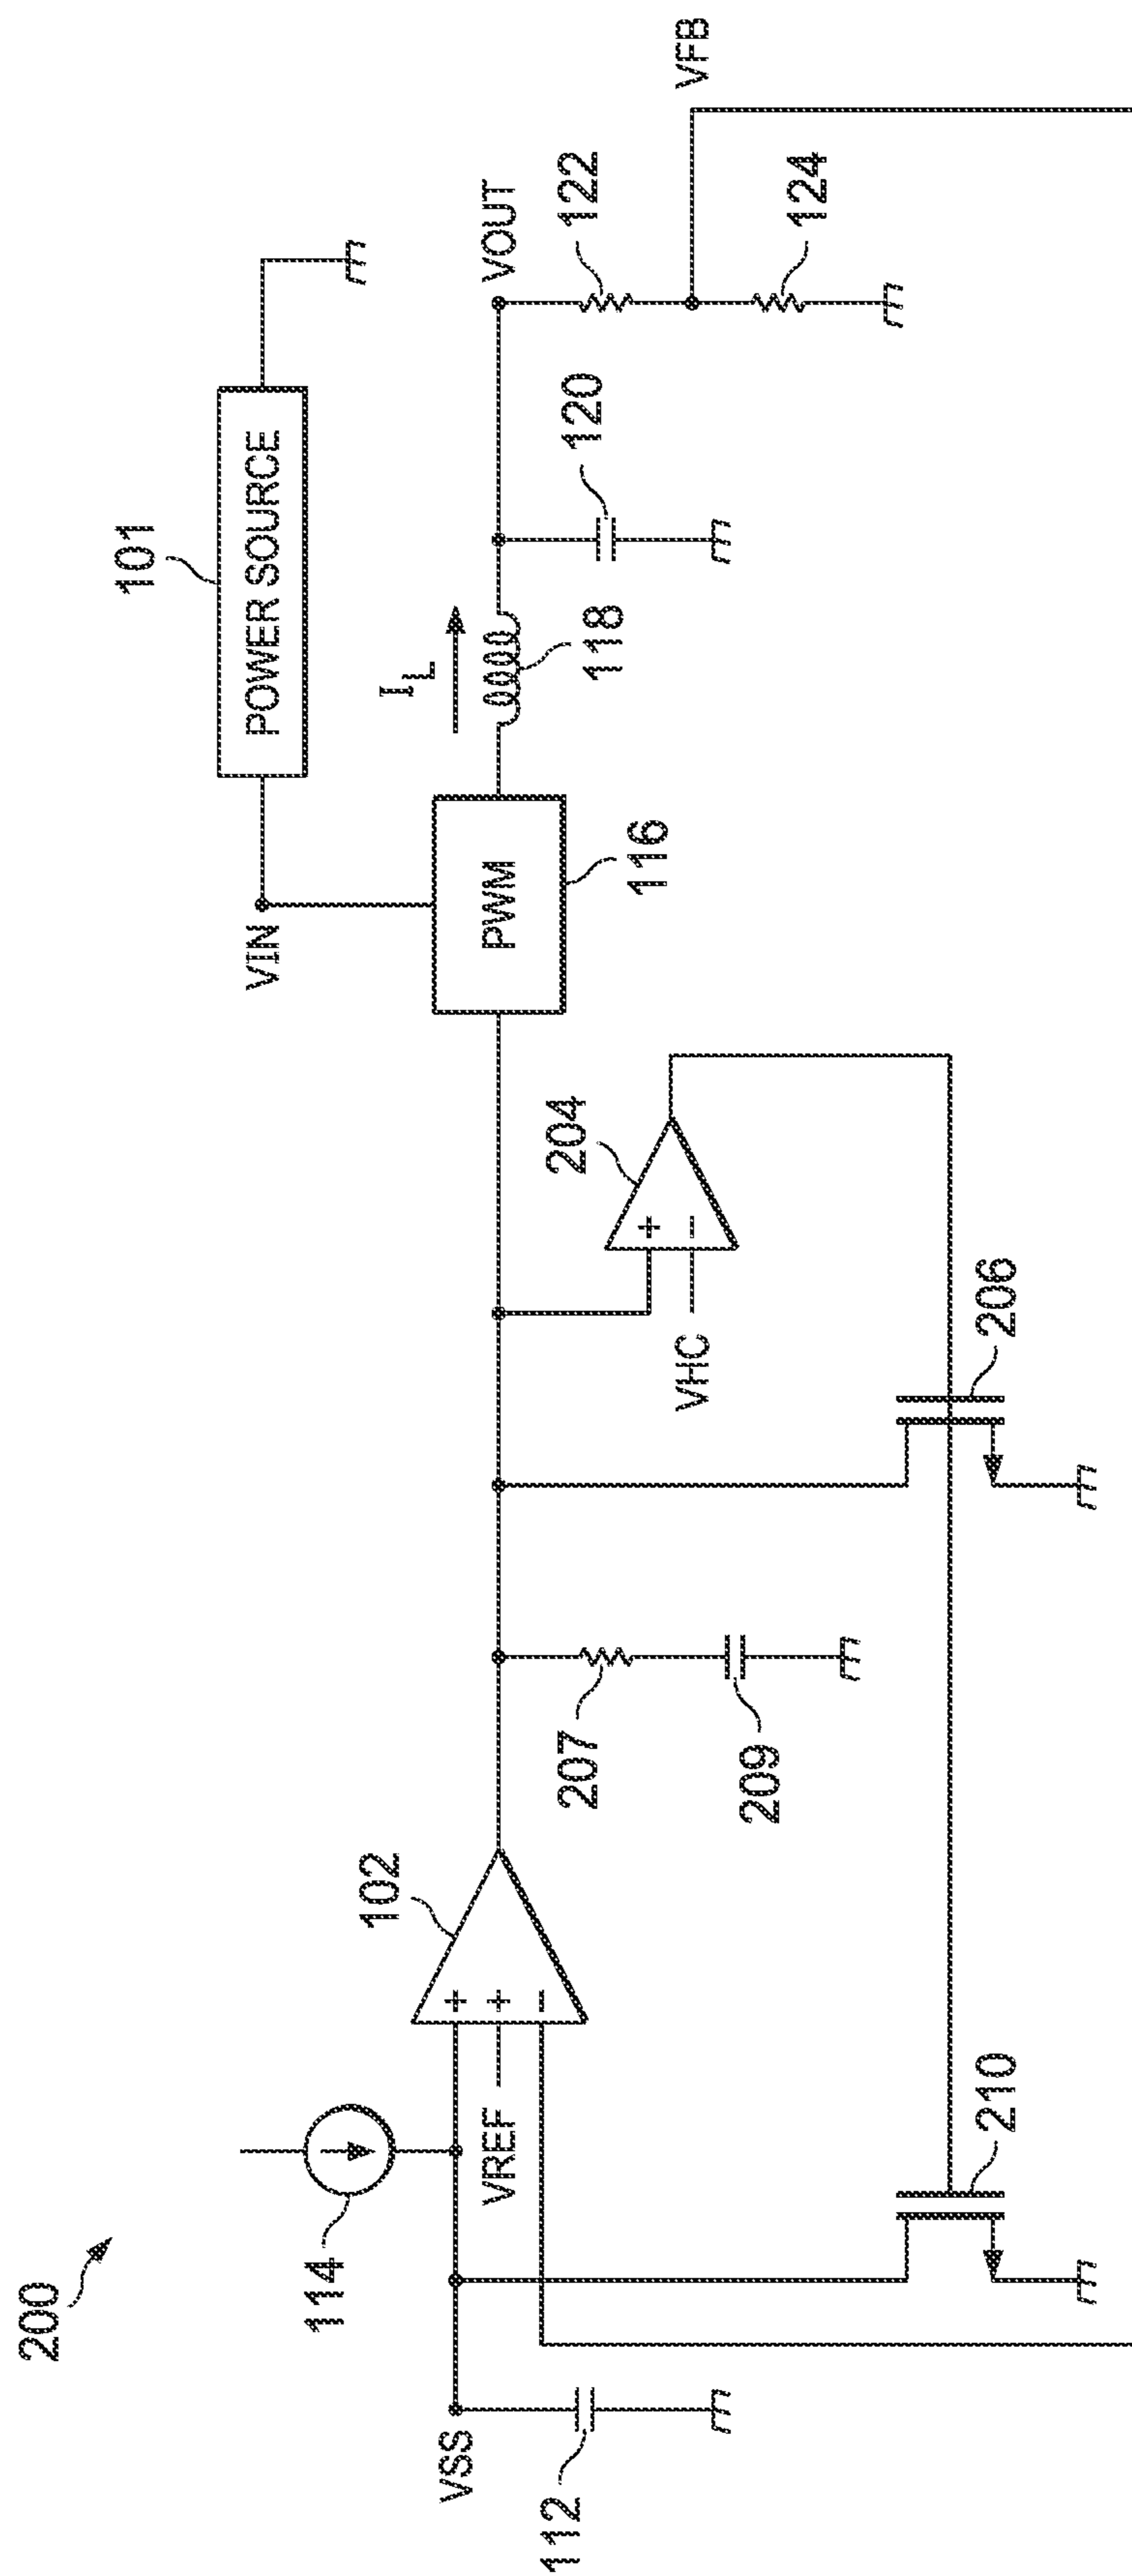 200
101
POWER SOURCE
VIN
I_L
VOUT
VFB
114
102
PWM
116
118
120
122
124
VSS
112
+
VREF
+
−
207
209
204
+
−
VHC
206
210